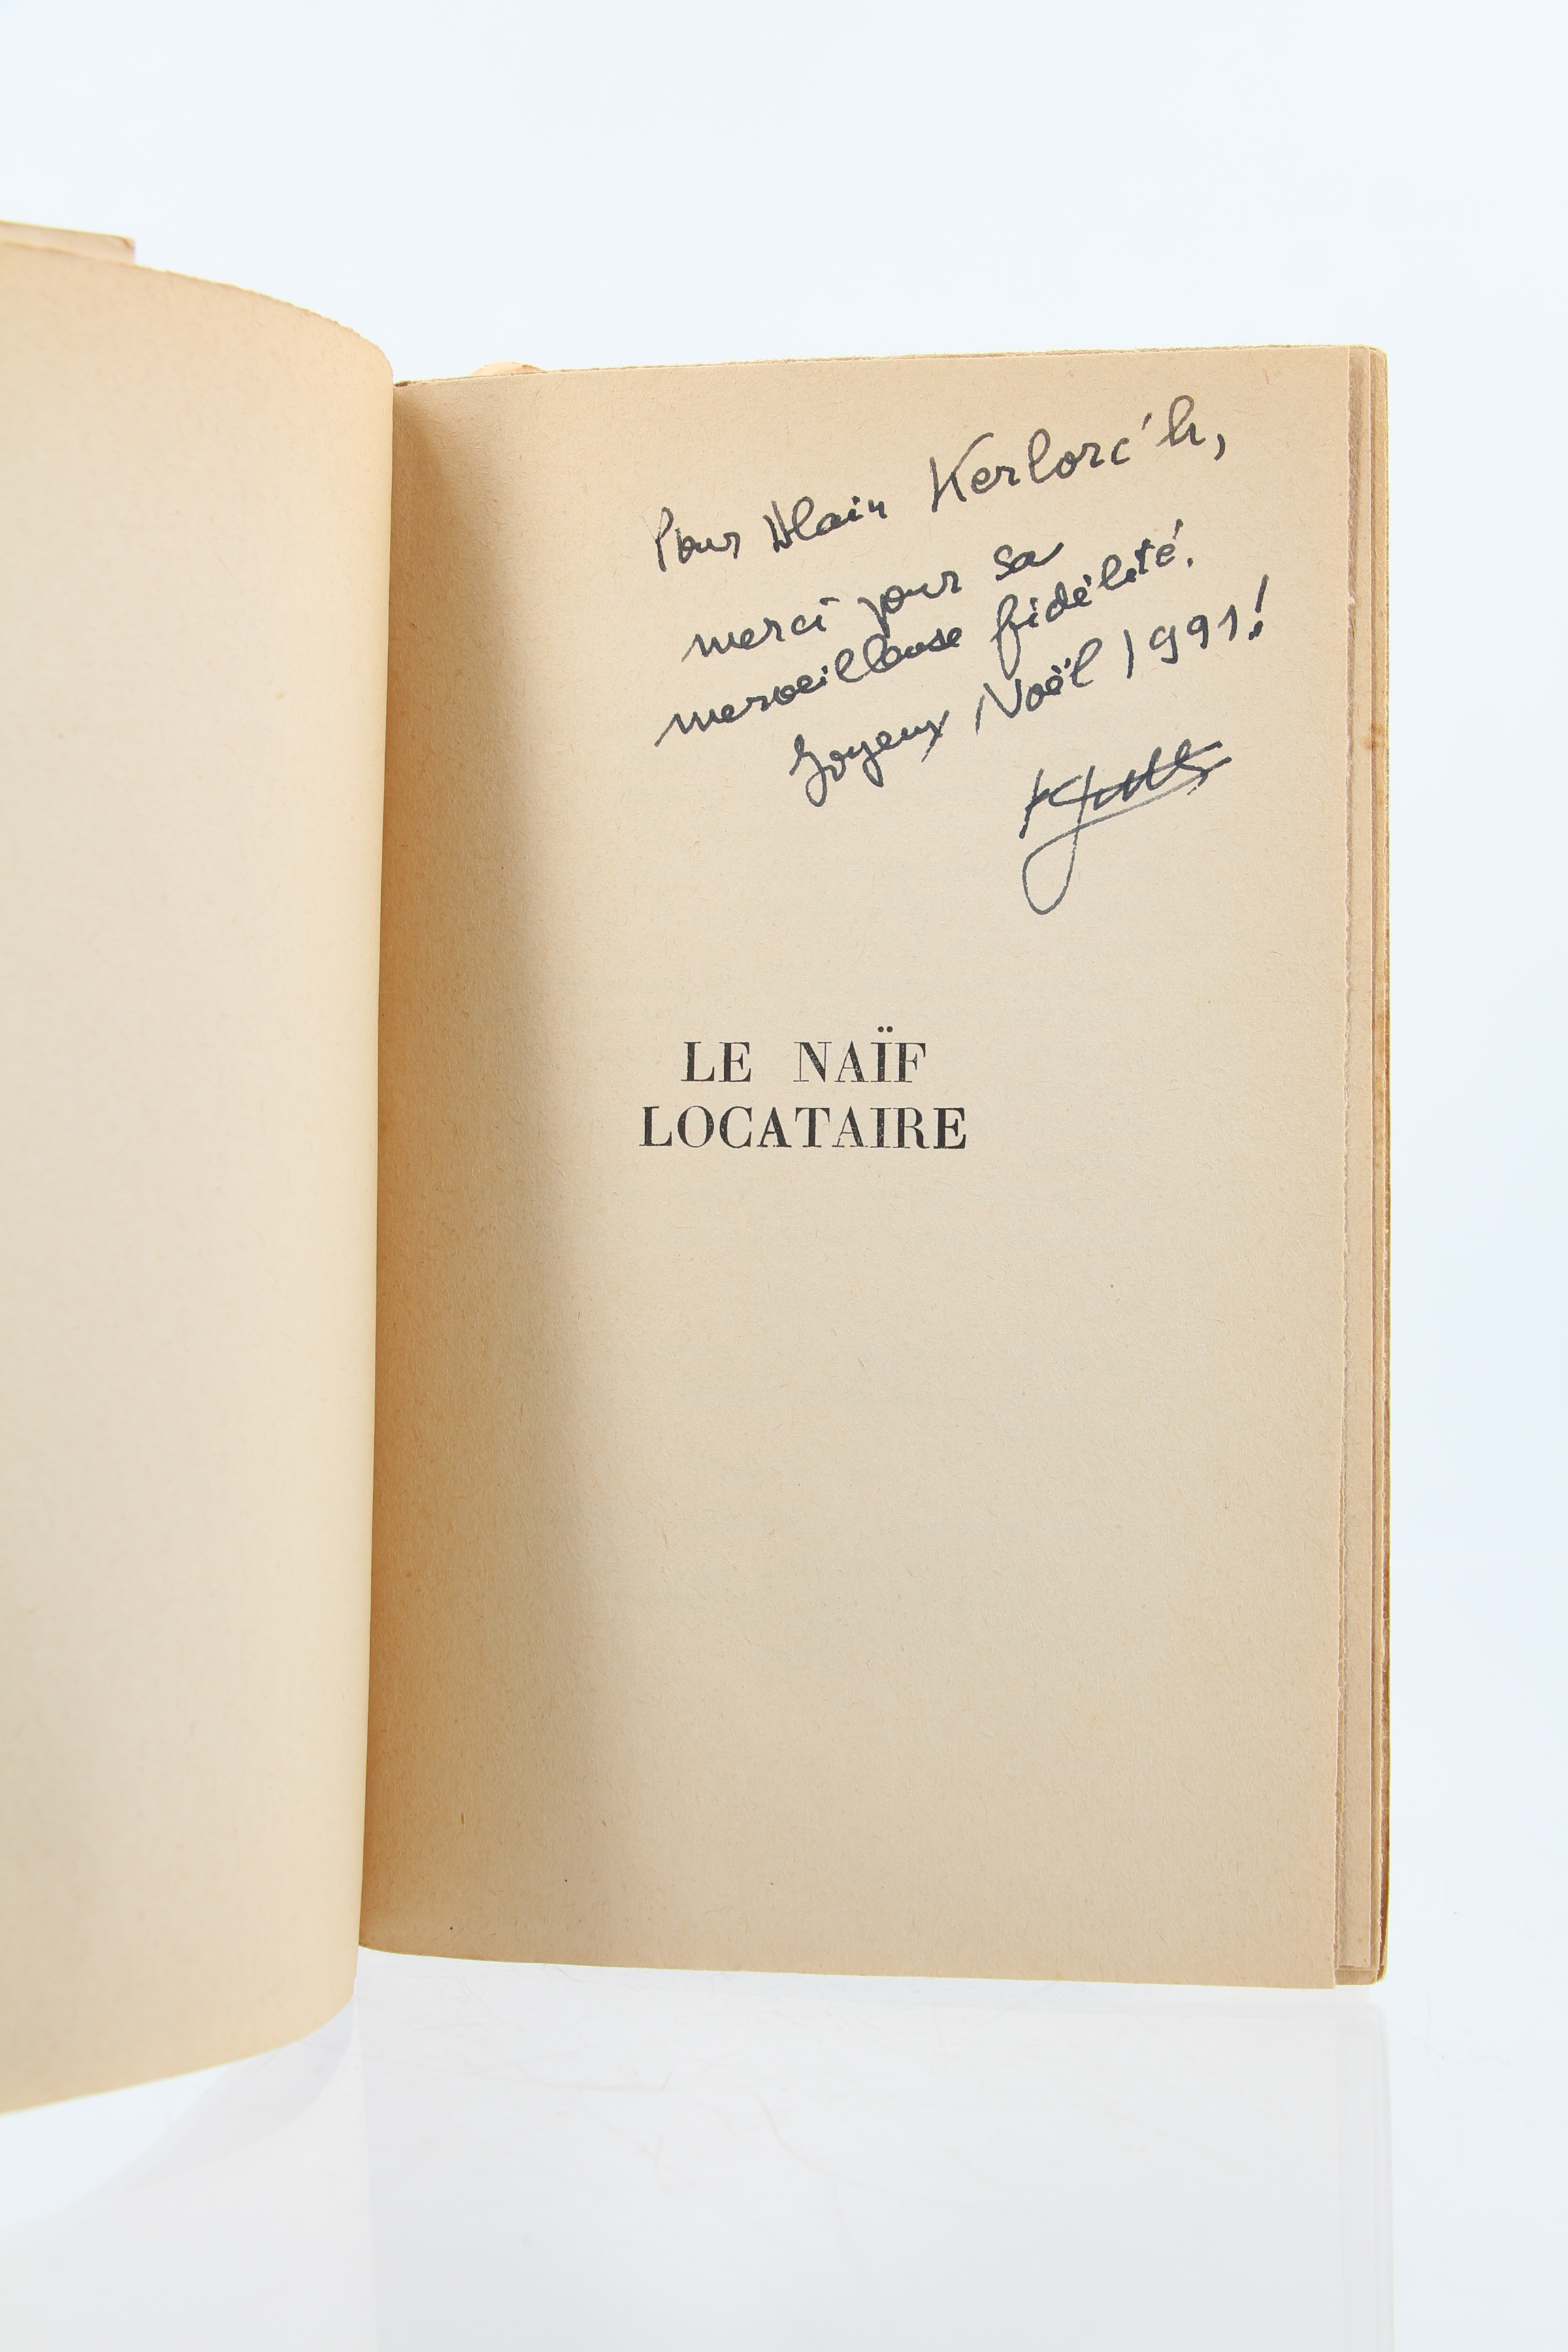 Pour Alain Kerlorc'h,
merci pour sa
merveilleuse fidélité.
Joyeux Noël 1991!
LE NAÏF
LOCATAIRE